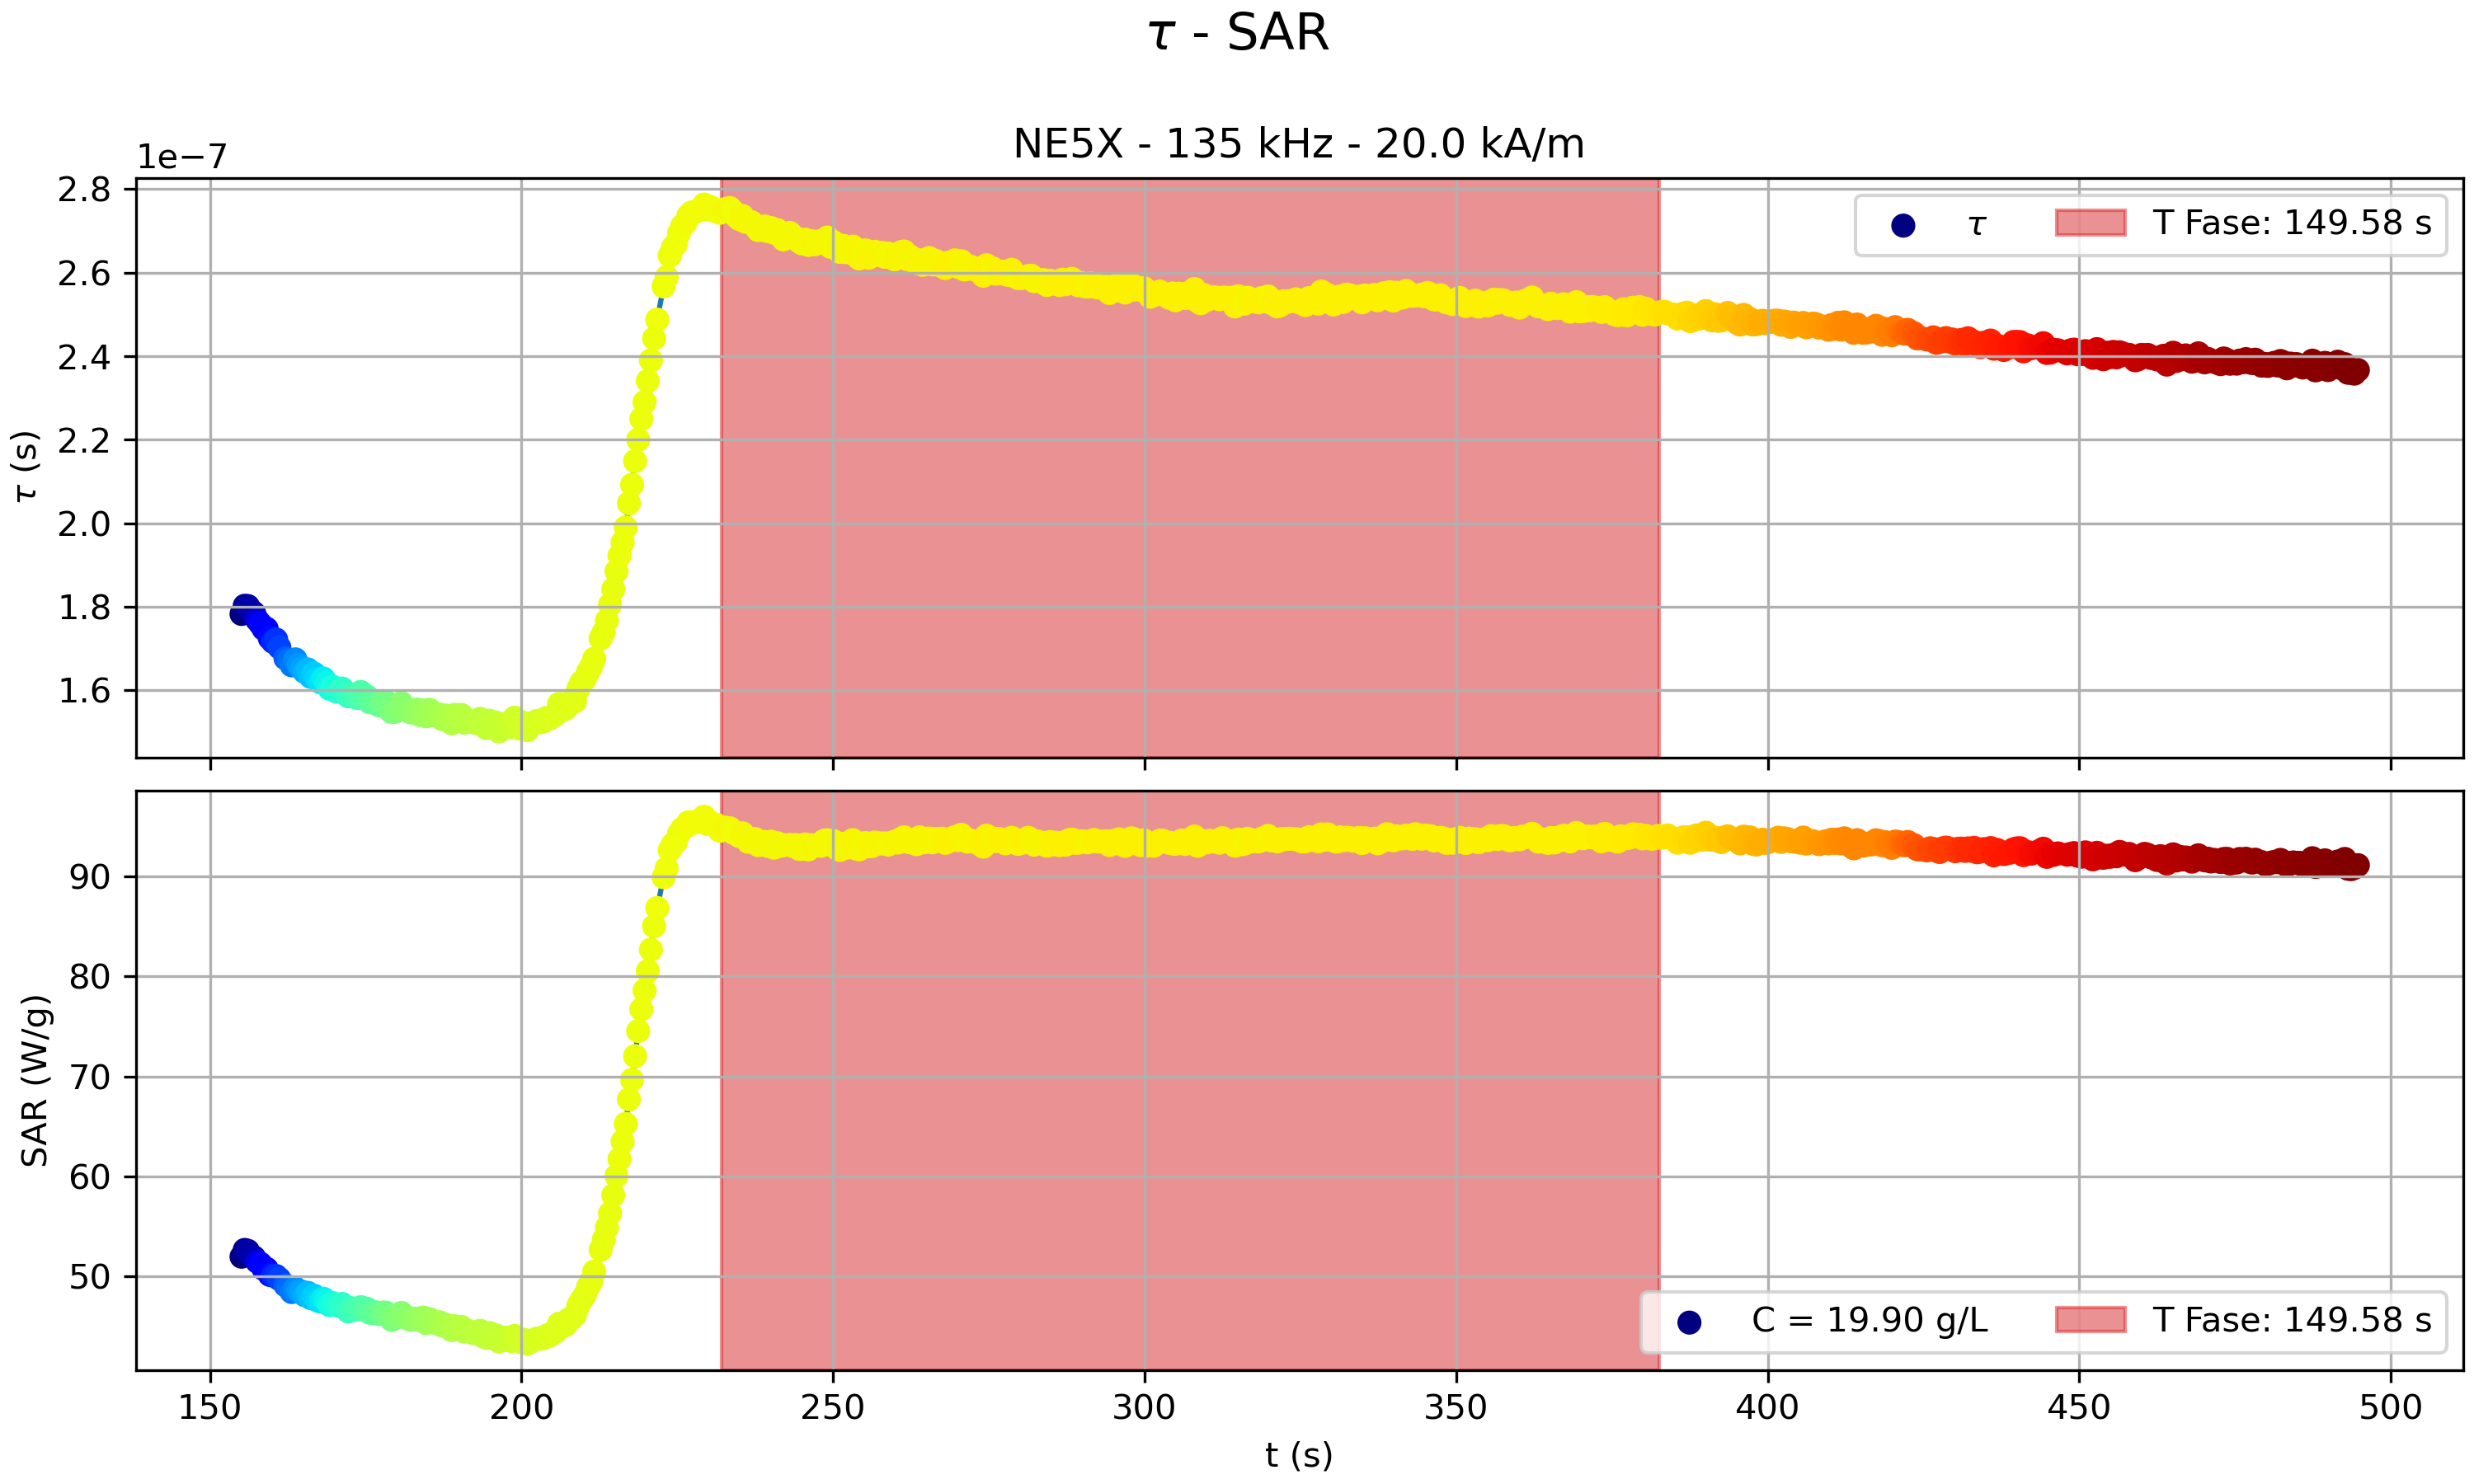 τ - SAR
NE5X - 135 kHz - 20.0 kA/m
1e−7
2.8
2.6
2.4
2.2
2.0
1.8
1.6
τ (s)
τ
T Fase: 149.58 s
90
80
70
60
50
SAR (W/g)
C = 19.90 g/L
T Fase: 149.58 s
150 200 250 300 350 400 450 500
t (s)